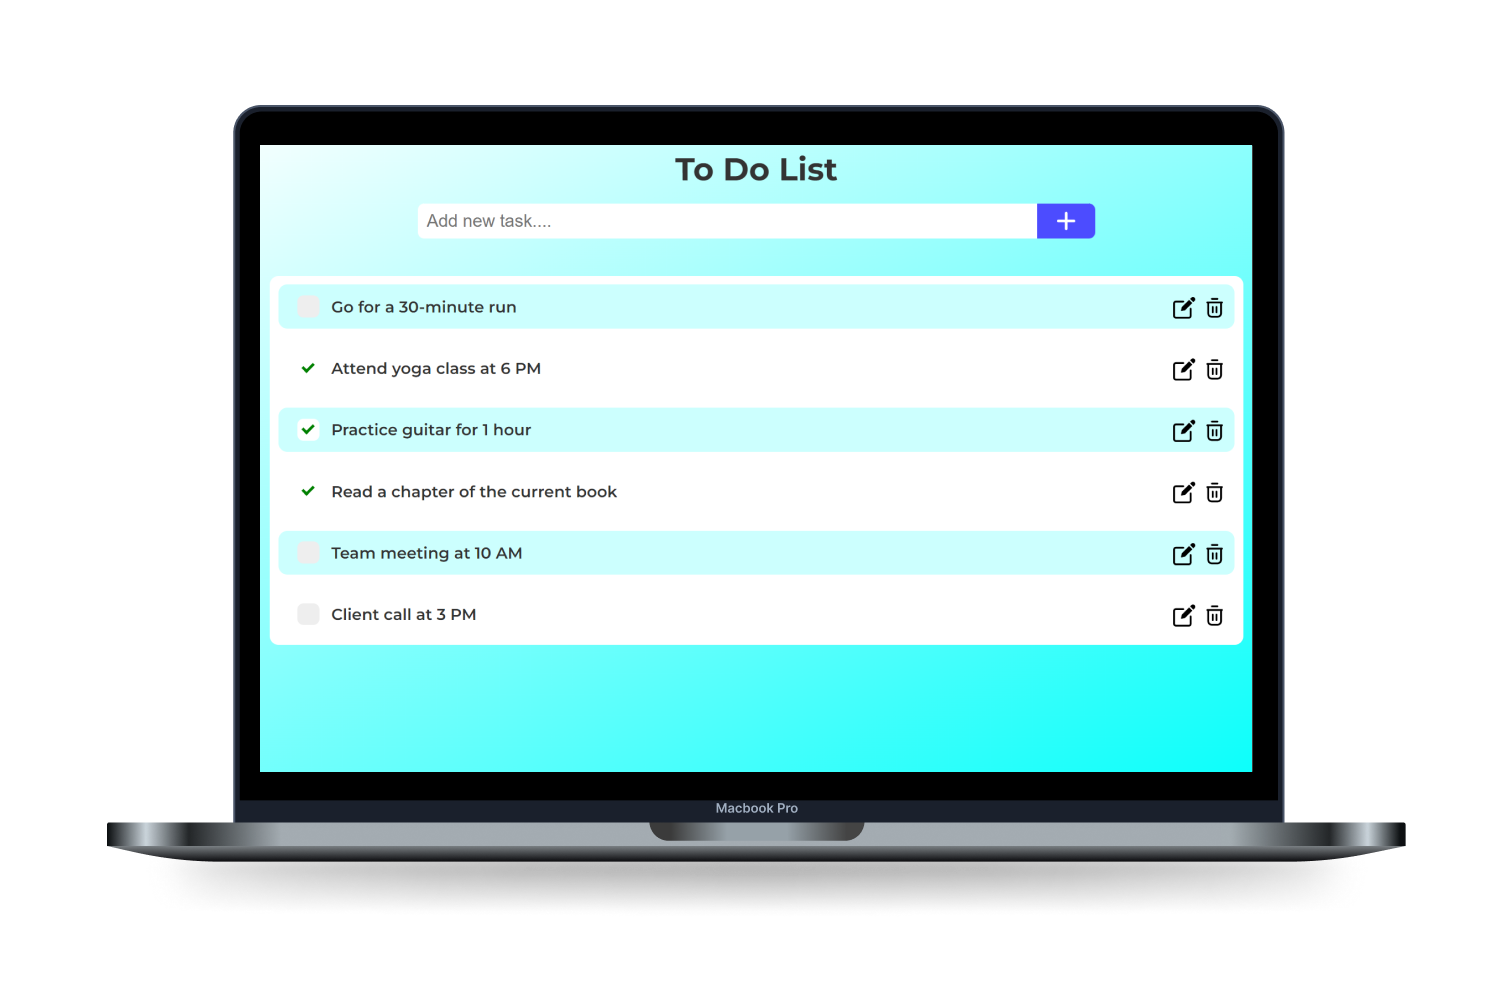 To Do List
Add new task....
Go for a 30-minute run
Attend yoga class at 6 PM
Practice guitar for 1 hour
Read a chapter of the current book
Team meeting at 10 AM
Client call at 3 PM
Macbook Pro